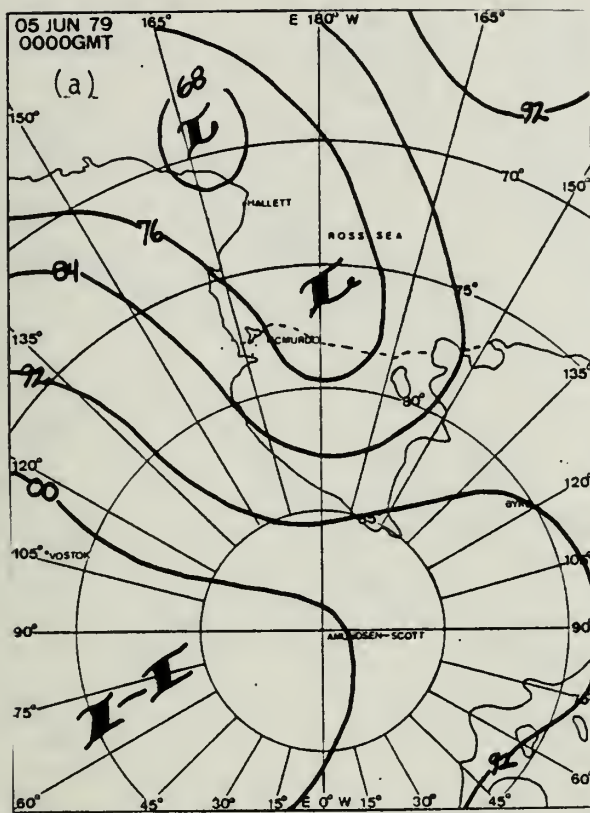 05 JUN 79
0000GMT
(a)
165° E 180° W 165°
68
L
92
150°
70°
150°
HALLETT
76
ROSS SEA
84
L
75°
135°
MCMURDO
135°
92
80°
120°
120°
00
BYRD
85
105°
VOSTOK
105°
90°
AMUNDSEN-SCOTT
90°
H
75°
75
92
60°
60° 45° 30° 15° E 0° W 15° 30° 45°